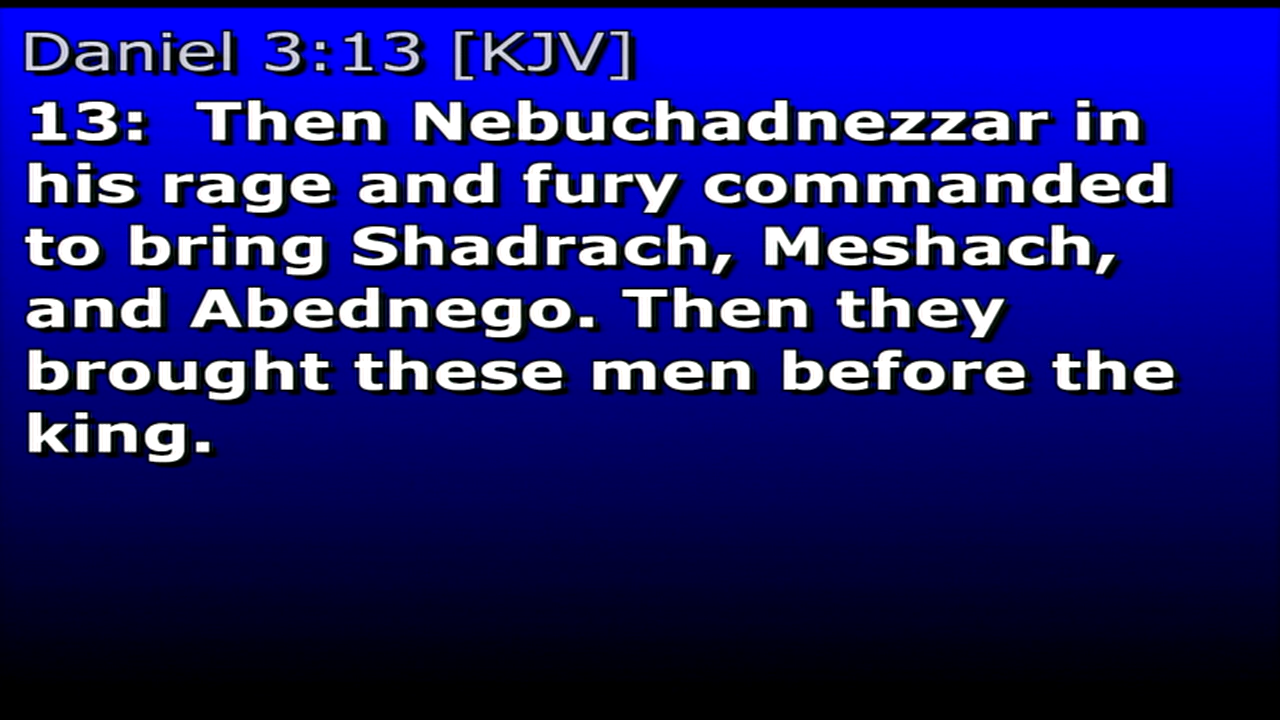 Daniel 3:13 [KJV]
13:  Then Nebuchadnezzar in
his rage and fury commanded
to bring Shadrach, Meshach,
and Abednego. Then they
brought these men before the
king.